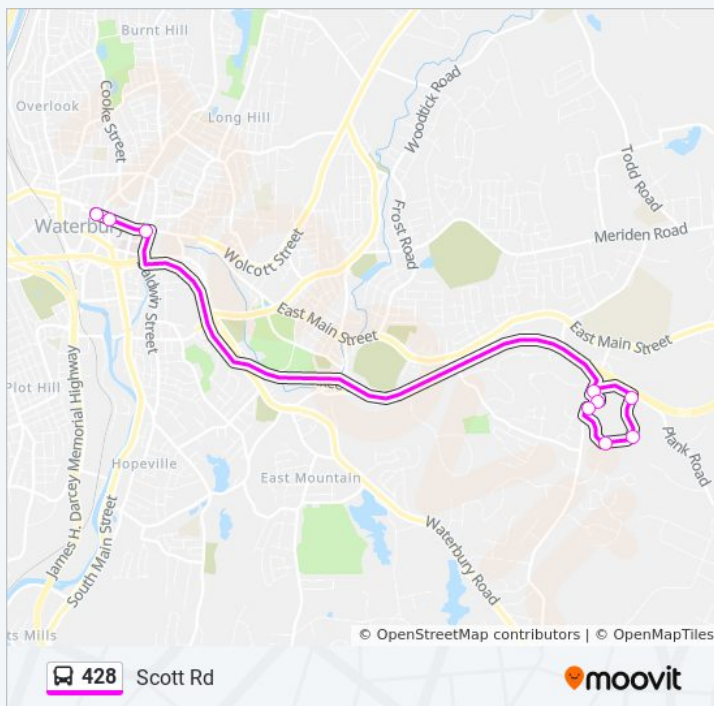 Burnt Hill
Overlook
Cooke Street
Long Hill
Woodtick Road
Todd Road
Frost Road
Waterbury
Meriden Road
Wolcott Street
Baldwin Street
East Main Street
East Main Street
Plot Hill
Plank Road
Hopeville
East Mountain
James H. Darcey Memorial Highway
South Main Street
Waterbury Road
ts Mills
© OpenStreetMap contributors | © OpenMapTiles
428 Scott Rd
moovit